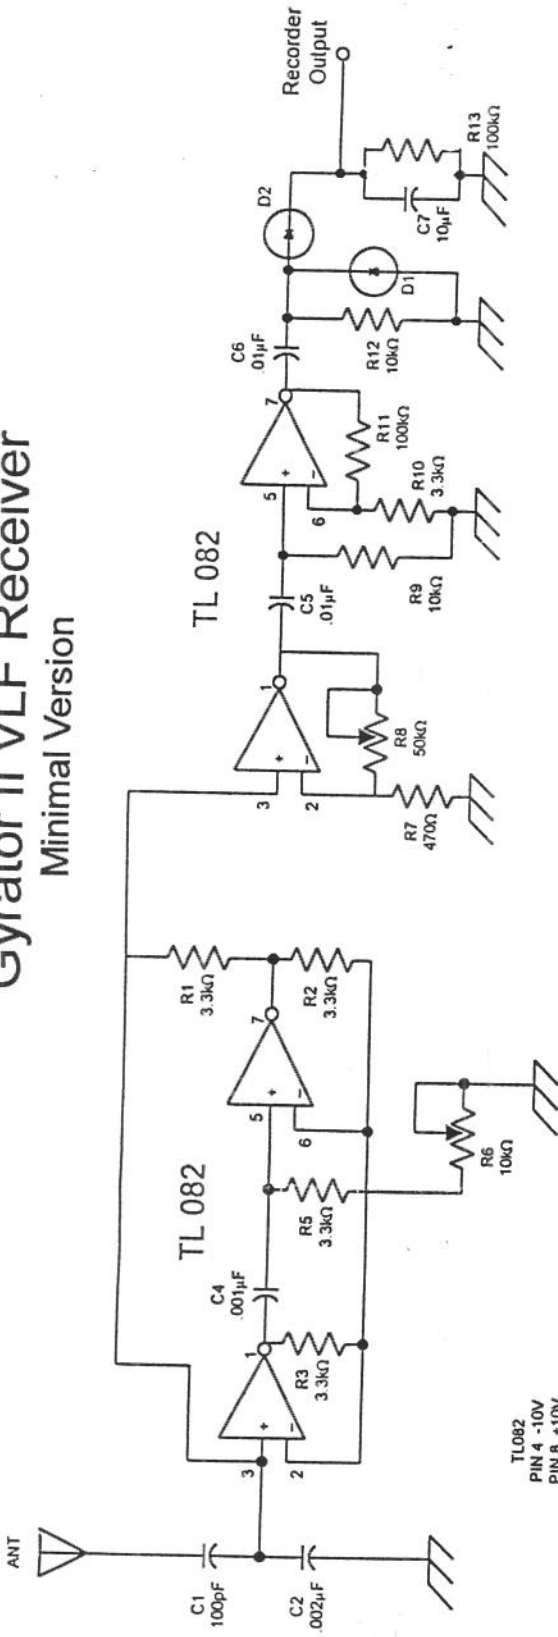 Gyrator II VLF Receiver
Minimal Version
ANT
C1
100pF
C2
.002µF
3
2
+
−
1
R3
3.3kΩ
C4
.001µF
TL 082
R5
3.3kΩ
5
6
+
−
7
R1
3.3kΩ
R2
3.3kΩ
R6
10kΩ
TL082
PIN 4 -10V
PIN 8 +10V
3
2
+
−
1
R7
470Ω
R8
50kΩ
C5
.01µF
TL 082
R9
10kΩ
5
6
+
−
7
R10
3.3kΩ
R11
100kΩ
C6
.01µF
R12
10kΩ
D1
D2
C7
10µF
R13
100kΩ
Recorder
Output